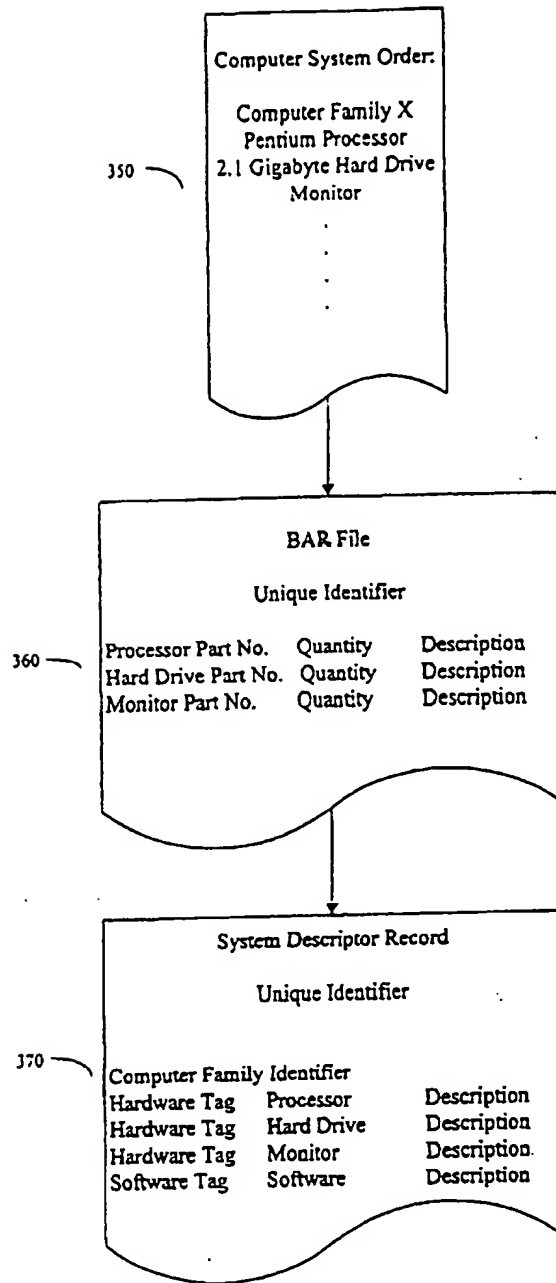 Computer System Order:
Computer Family X
Pentium Processor
2.1 Gigabyte Hard Drive
Monitor
.
.
.
.
350
BAR File
Unique Identifier
Processor Part No. Quantity Description
Hard Drive Part No. Quantity Description
Monitor Part No. Quantity Description
360
System Descriptor Record
Unique Identifier
370
Computer Family Identifier
Hardware Tag Processor Description
Hardware Tag Hard Drive Description
Hardware Tag Monitor Description.
Software Tag Software Description